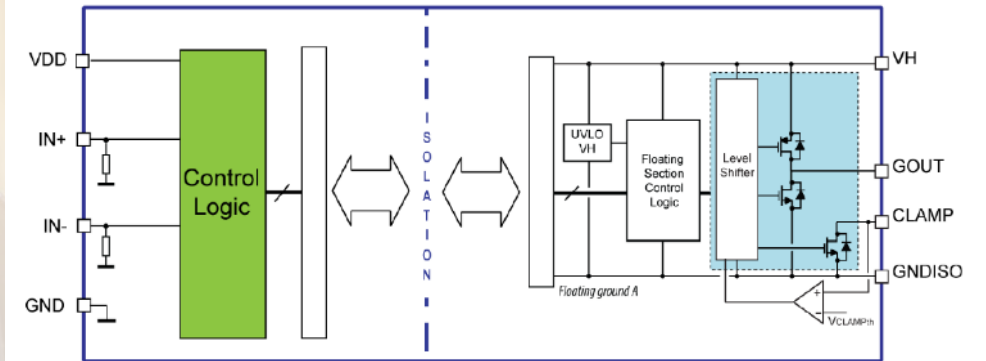 VDD
IN+
IN-
GND
Control
Logic
ISOLATION
UVLO
VH
Floating
Section
Control
Logic
Level
Shifter
Floating ground A
VCLAMPth
+
−
VH
GOUT
CLAMP
GNDISO